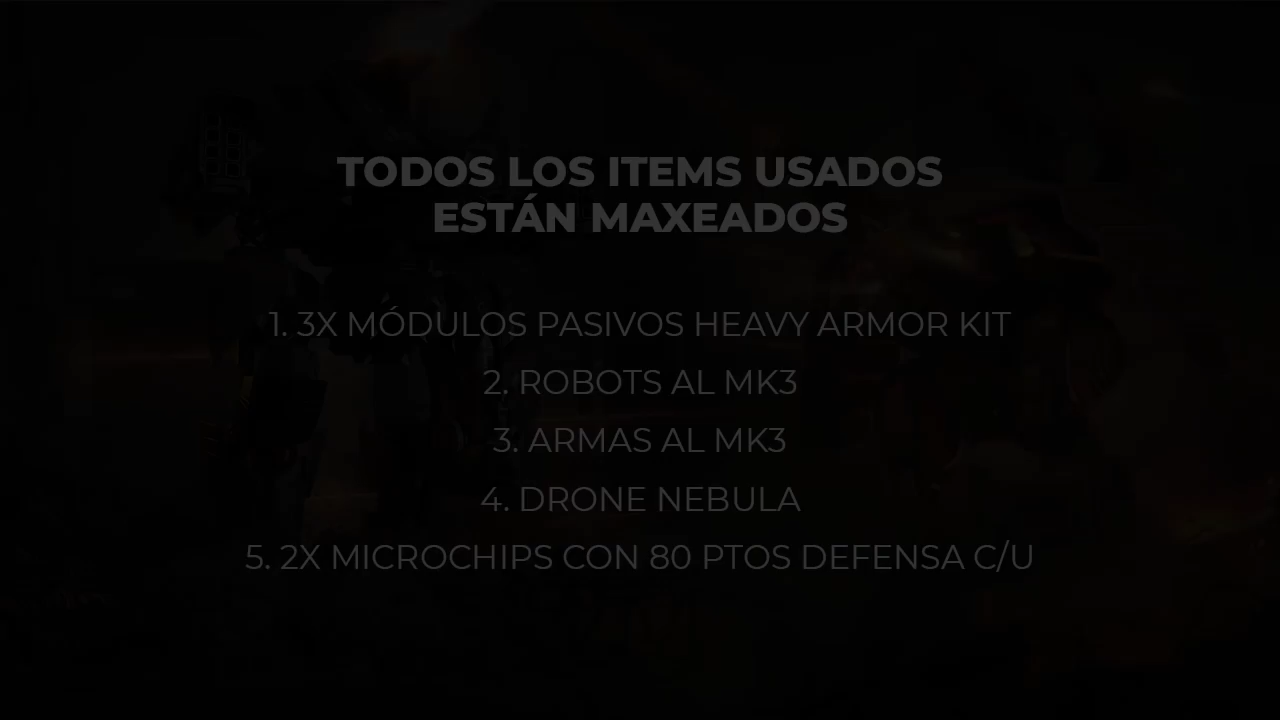 TODOS LOS ITEMS USADOS
ESTÁN MAXEADOS
1. 3X MÓDULOS PASIVOS HEAVY ARMOR KIT
2. ROBOTS AL MK3
3. ARMAS AL MK3
4. DRONE NEBULA
5. 2X MICROCHIPS CON 80 PTOS DEFENSA C/U